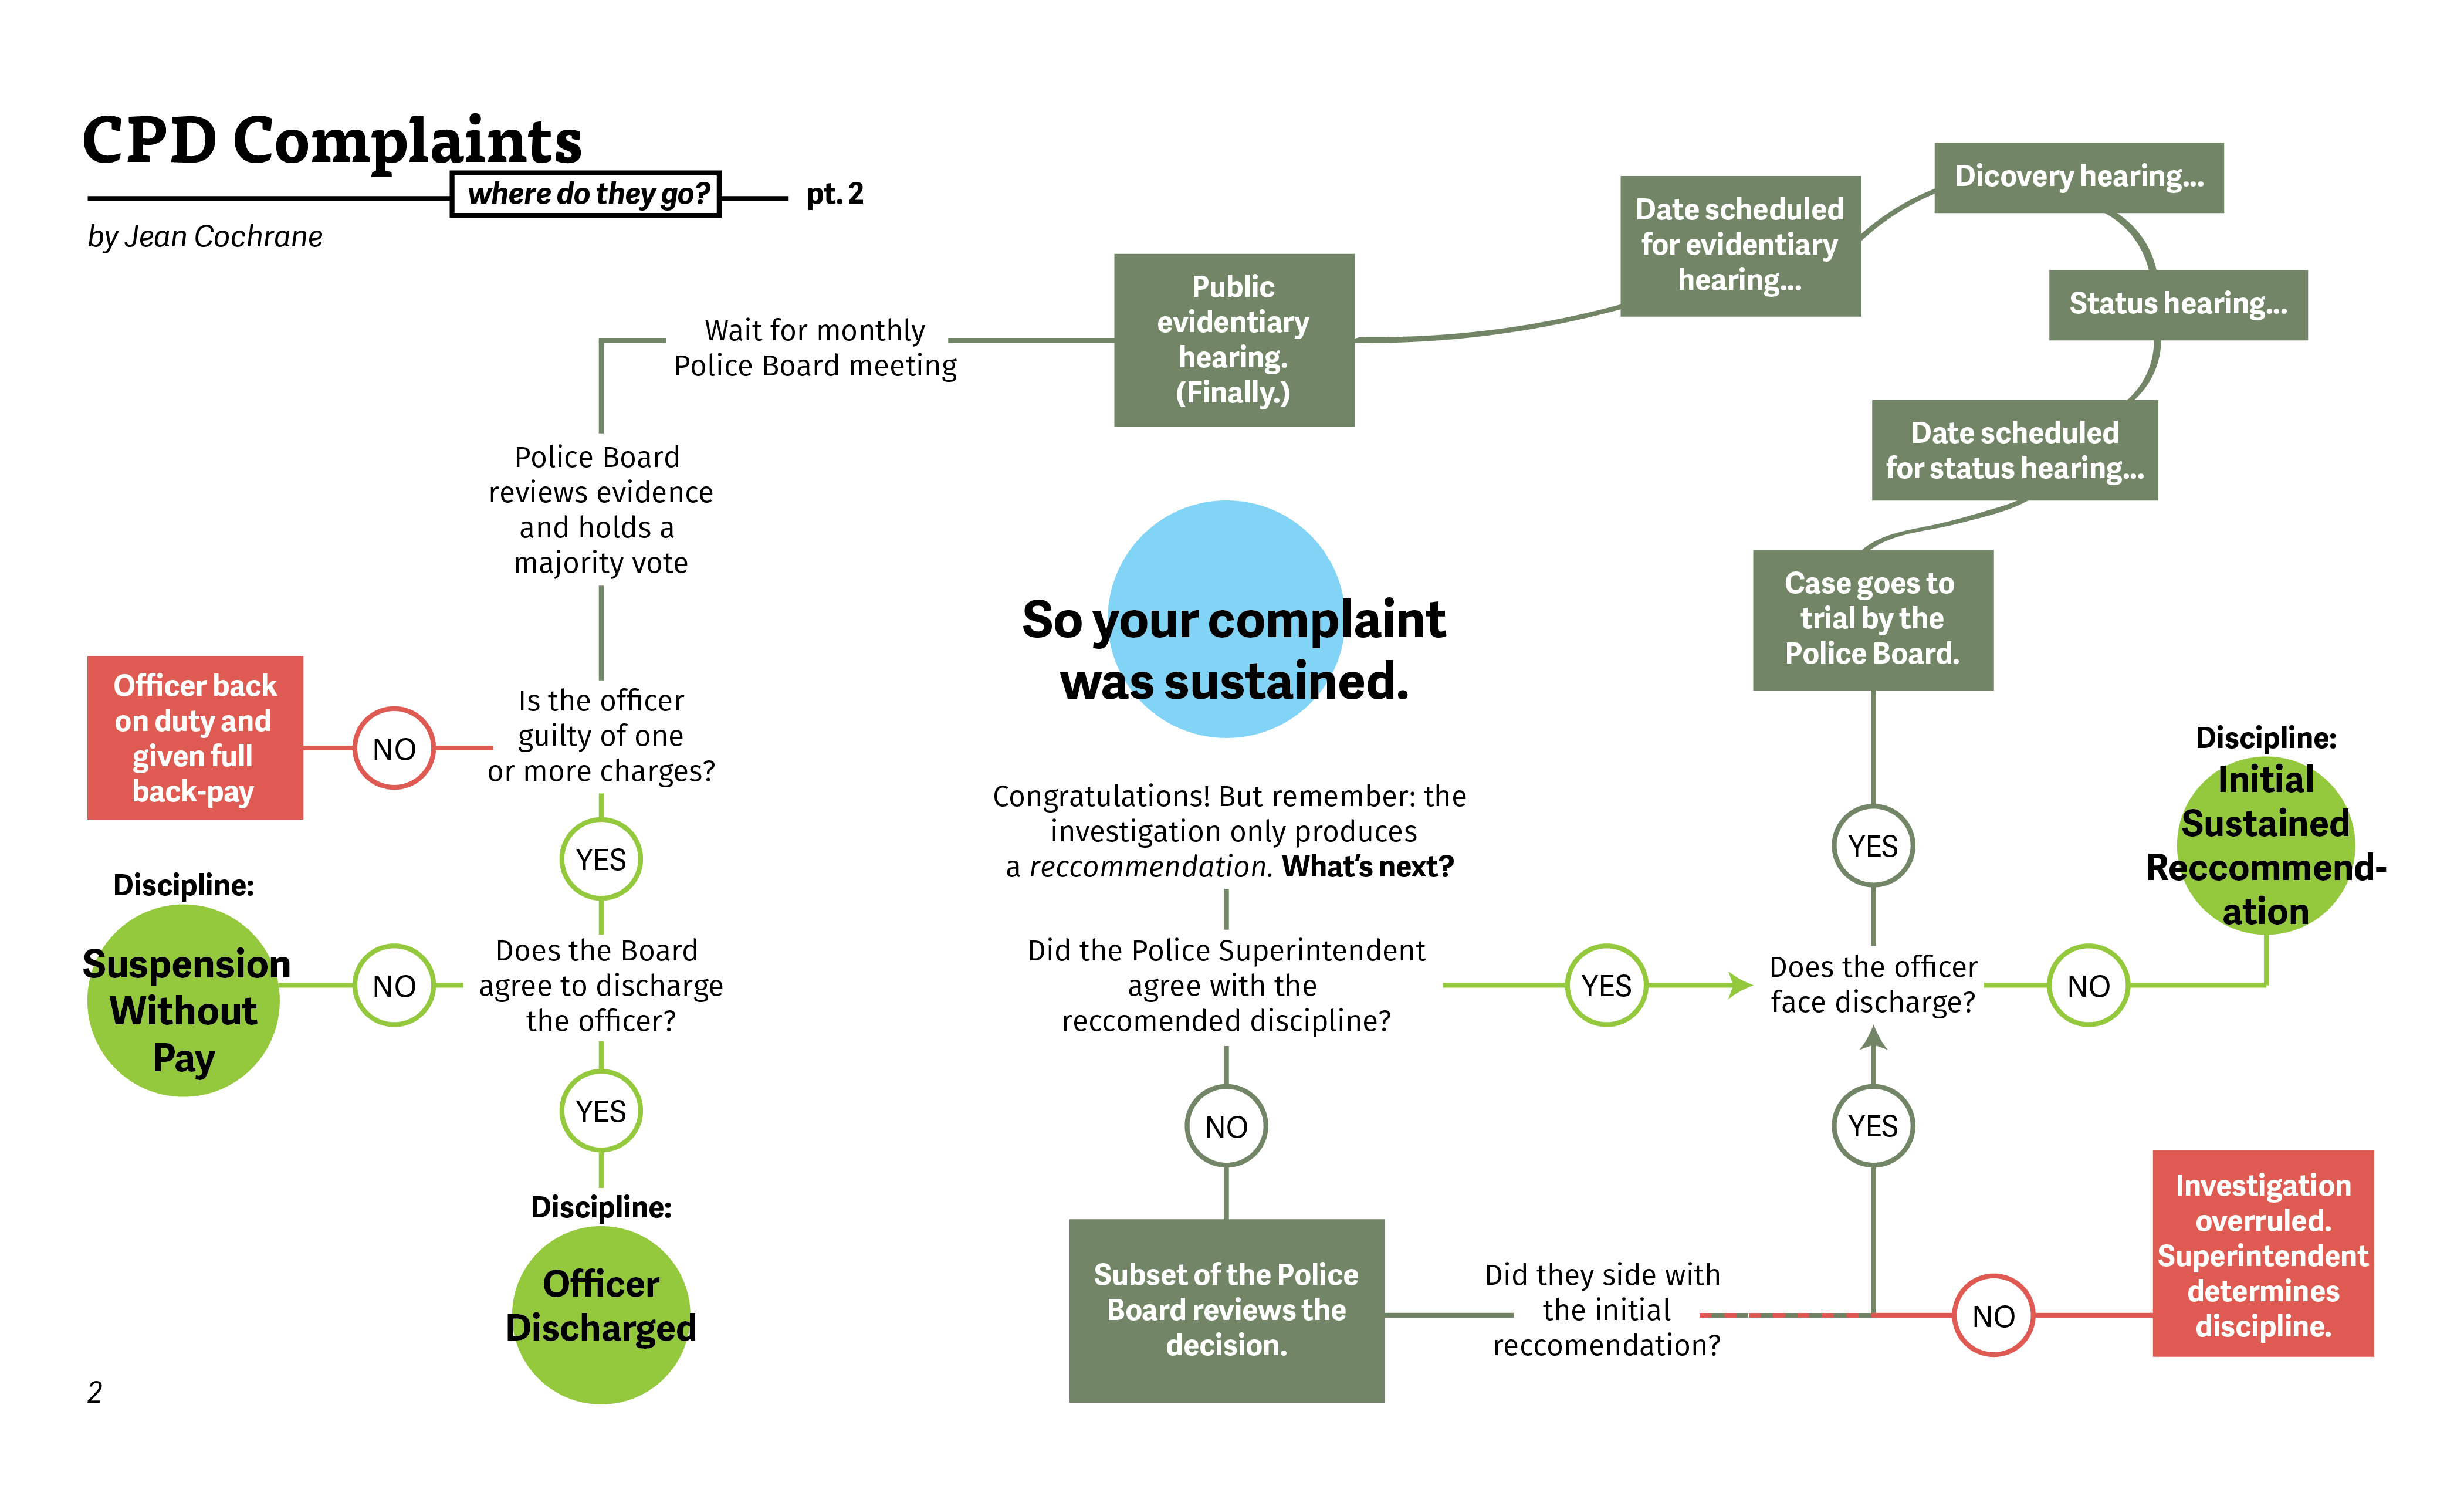 CPD Complaints
where do they go?
pt. 2
by Jean Cochrane
So your complaint
was sustained.
Congratulations! But remember: the
investigation only produces
a reccommendation. What's next?
Did the Police Superintendent
agree with the
reccomended discipline?
YES
NO
Subset of the Police
Board reviews the
decision.
Did they side with
the initial
reccomendation?
YES
NO
Investigation
overruled.
Superintendent
determines
discipline.
Does the officer
face discharge?
NO
Discipline:
Initial
Sustained
Reccommend-
ation
YES
Case goes to
trial by the
Police Board.
Date scheduled
for status hearing...
Status hearing...
Dicovery hearing...
Date scheduled
for evidentiary
hearing...
Public
evidentiary
hearing.
(Finally.)
Wait for monthly
Police Board meeting
Police Board
reviews evidence
and holds a
majority vote
Is the officer
guilty of one
or more charges?
NO
Officer back
on duty and
given full
back-pay
YES
Does the Board
agree to discharge
the officer?
NO
Discipline:
Suspension
Without
Pay
YES
Discipline:
Officer
Discharged
2